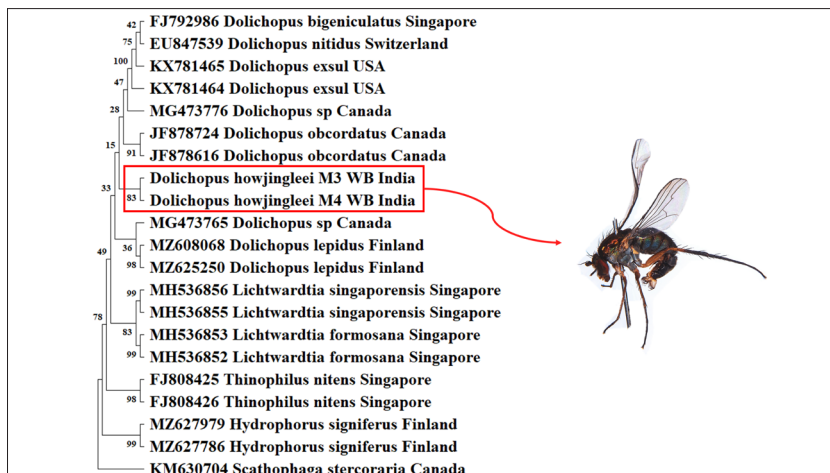 42
FJ792986 Dolichopus bigeniculatus Singapore
75
EU847539 Dolichopus nitidus Switzerland
100
KX781465 Dolichopus exsul USA
47
KX781464 Dolichopus exsul USA
28
MG473776 Dolichopus sp Canada
15
JF878724 Dolichopus obcordatus Canada
91
JF878616 Dolichopus obcordatus Canada
33
Dolichopus howjingleei M3 WB India
83
Dolichopus howjingleei M4 WB India
MG473765 Dolichopus sp Canada
49
36
MZ608068 Dolichopus lepidus Finland
98
MZ625250 Dolichopus lepidus Finland
99
MH536856 Lichtwardtia singaporensis Singapore
78
MH536855 Lichtwardtia singaporensis Singapore
83
MH536853 Lichtwardtia formosana Singapore
99
MH536852 Lichtwardtia formosana Singapore
FJ808425 Thinophilus nitens Singapore
98
FJ808426 Thinophilus nitens Singapore
MZ627979 Hydrophorus signiferus Finland
99
MZ627786 Hydrophorus signiferus Finland
KM630704 Scathophaga stercoraria Canada